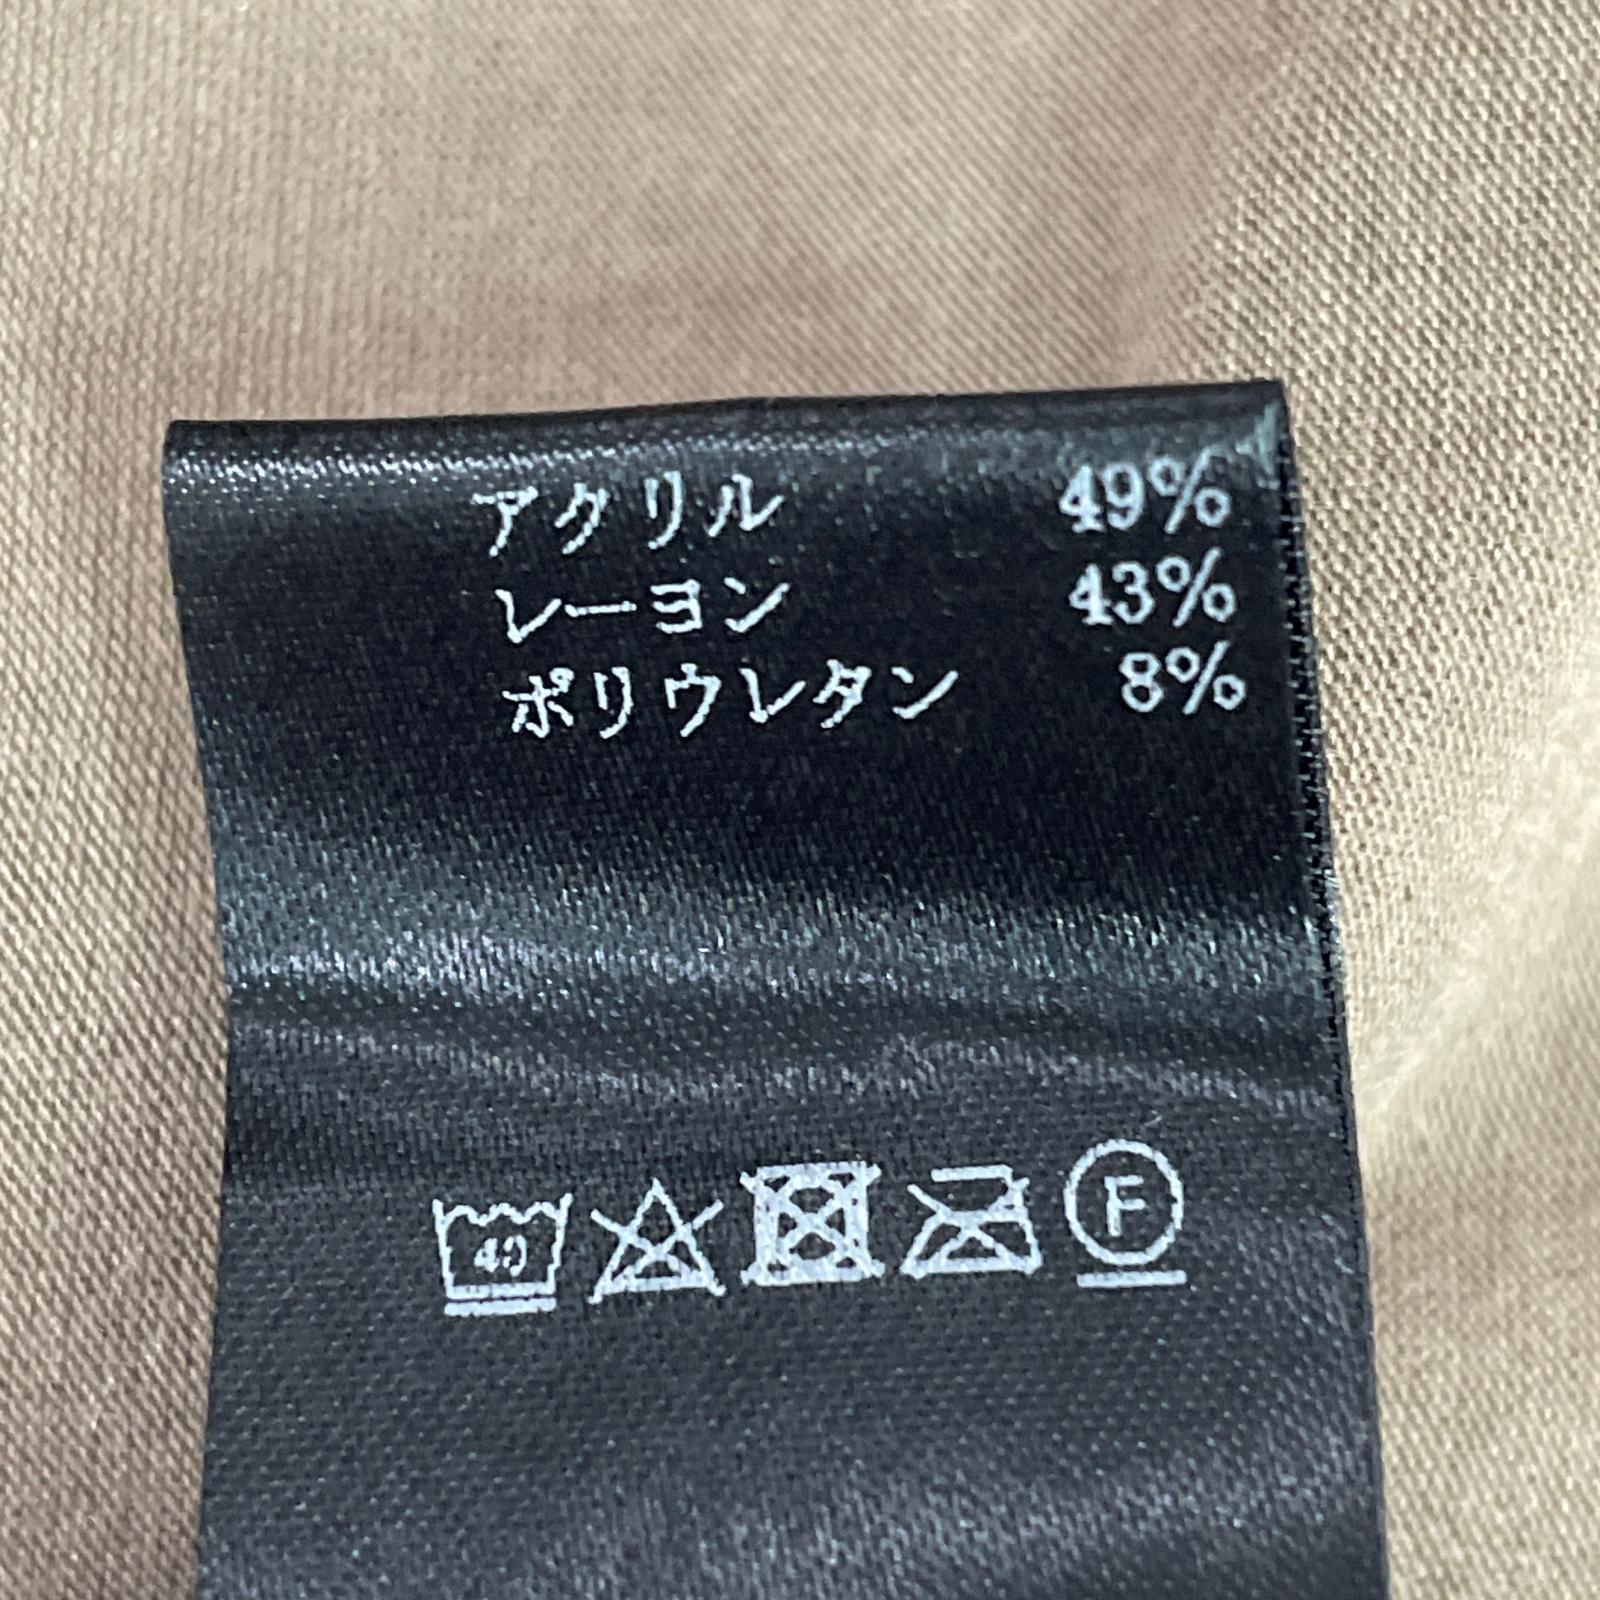 アクリル 49%
レーヨン 43%
ポリウレタン 8%
40 F